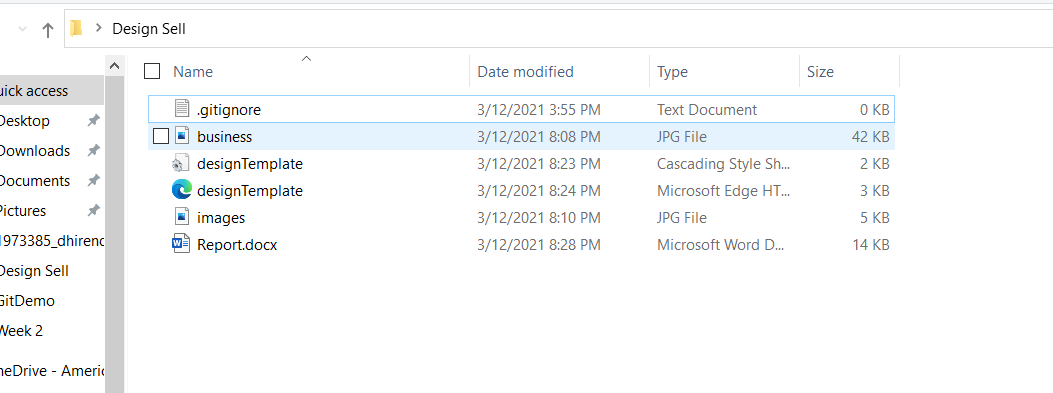 Design Sell
Name Date modified Type Size
uick access
Desktop
Downloads
Documents
Pictures
1973385_dhirenc
Design Sell
GitDemo
Week 2
neDrive - Americ
.gitignore 3/12/2021 3:55 PM Text Document 0 KB
business 3/12/2021 8:08 PM JPG File 42 KB
designTemplate 3/12/2021 8:23 PM Cascading Style Sh... 2 KB
designTemplate 3/12/2021 8:24 PM Microsoft Edge HT... 3 KB
images 3/12/2021 8:10 PM JPG File 5 KB
Report.docx 3/12/2021 8:28 PM Microsoft Word D... 14 KB